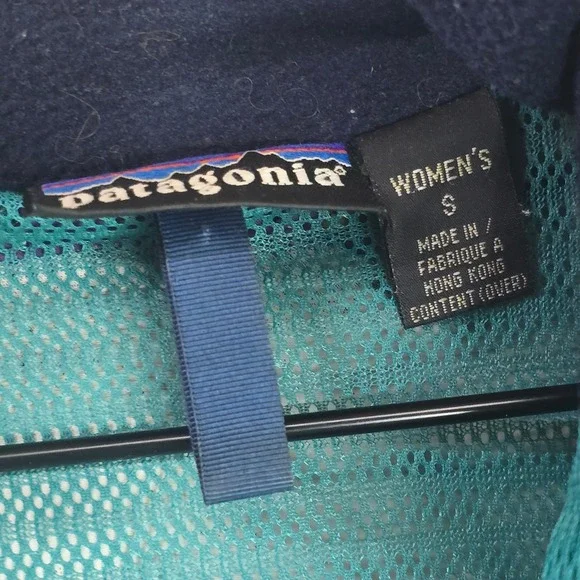 patagonia®
WOMEN'S
S
MADE IN /
FABRIQUE A
HONG KONG
CONTENT (OVER)